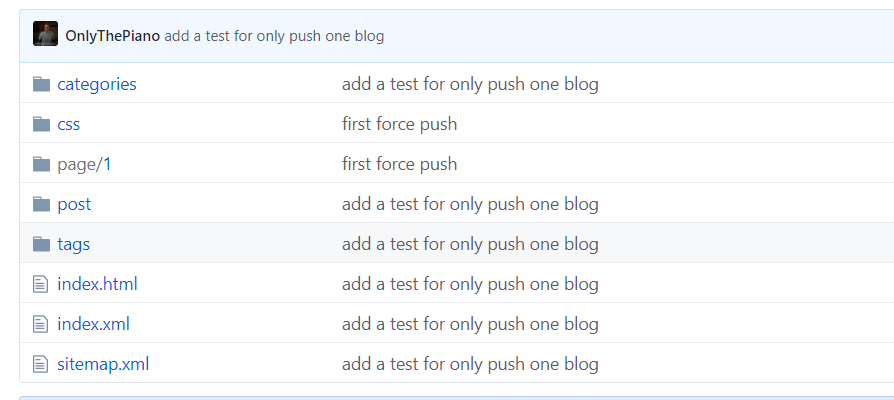 OnlyThePiano add a test for only push one blog
categories add a test for only push one blog
css first force push
page/1 first force push
post add a test for only push one blog
tags add a test for only push one blog
index.html add a test for only push one blog
index.xml add a test for only push one blog
sitemap.xml add a test for only push one blog